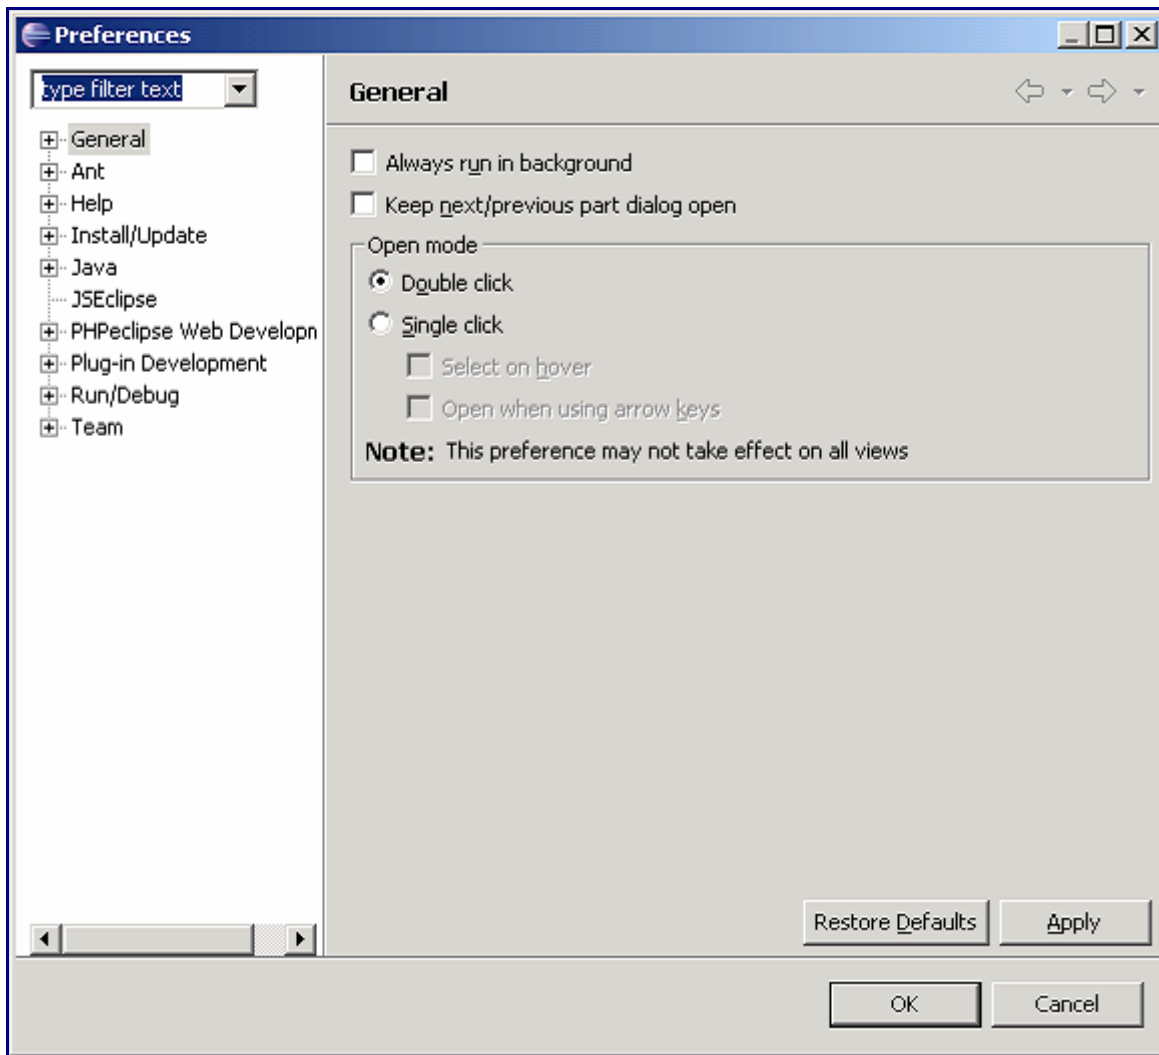 Preferences
type filter text
General
Ant
Help
Install/Update
Java
JSEclipse
PHPeclipse Web Developn
Plug-in Development
Run/Debug
Team
General
Always run in background
Keep next/previous part dialog open
Open mode
Double click
Single click
Select on hover
Open when using arrow keys
Note: This preference may not take effect on all views
Restore Defaults
Apply
OK
Cancel